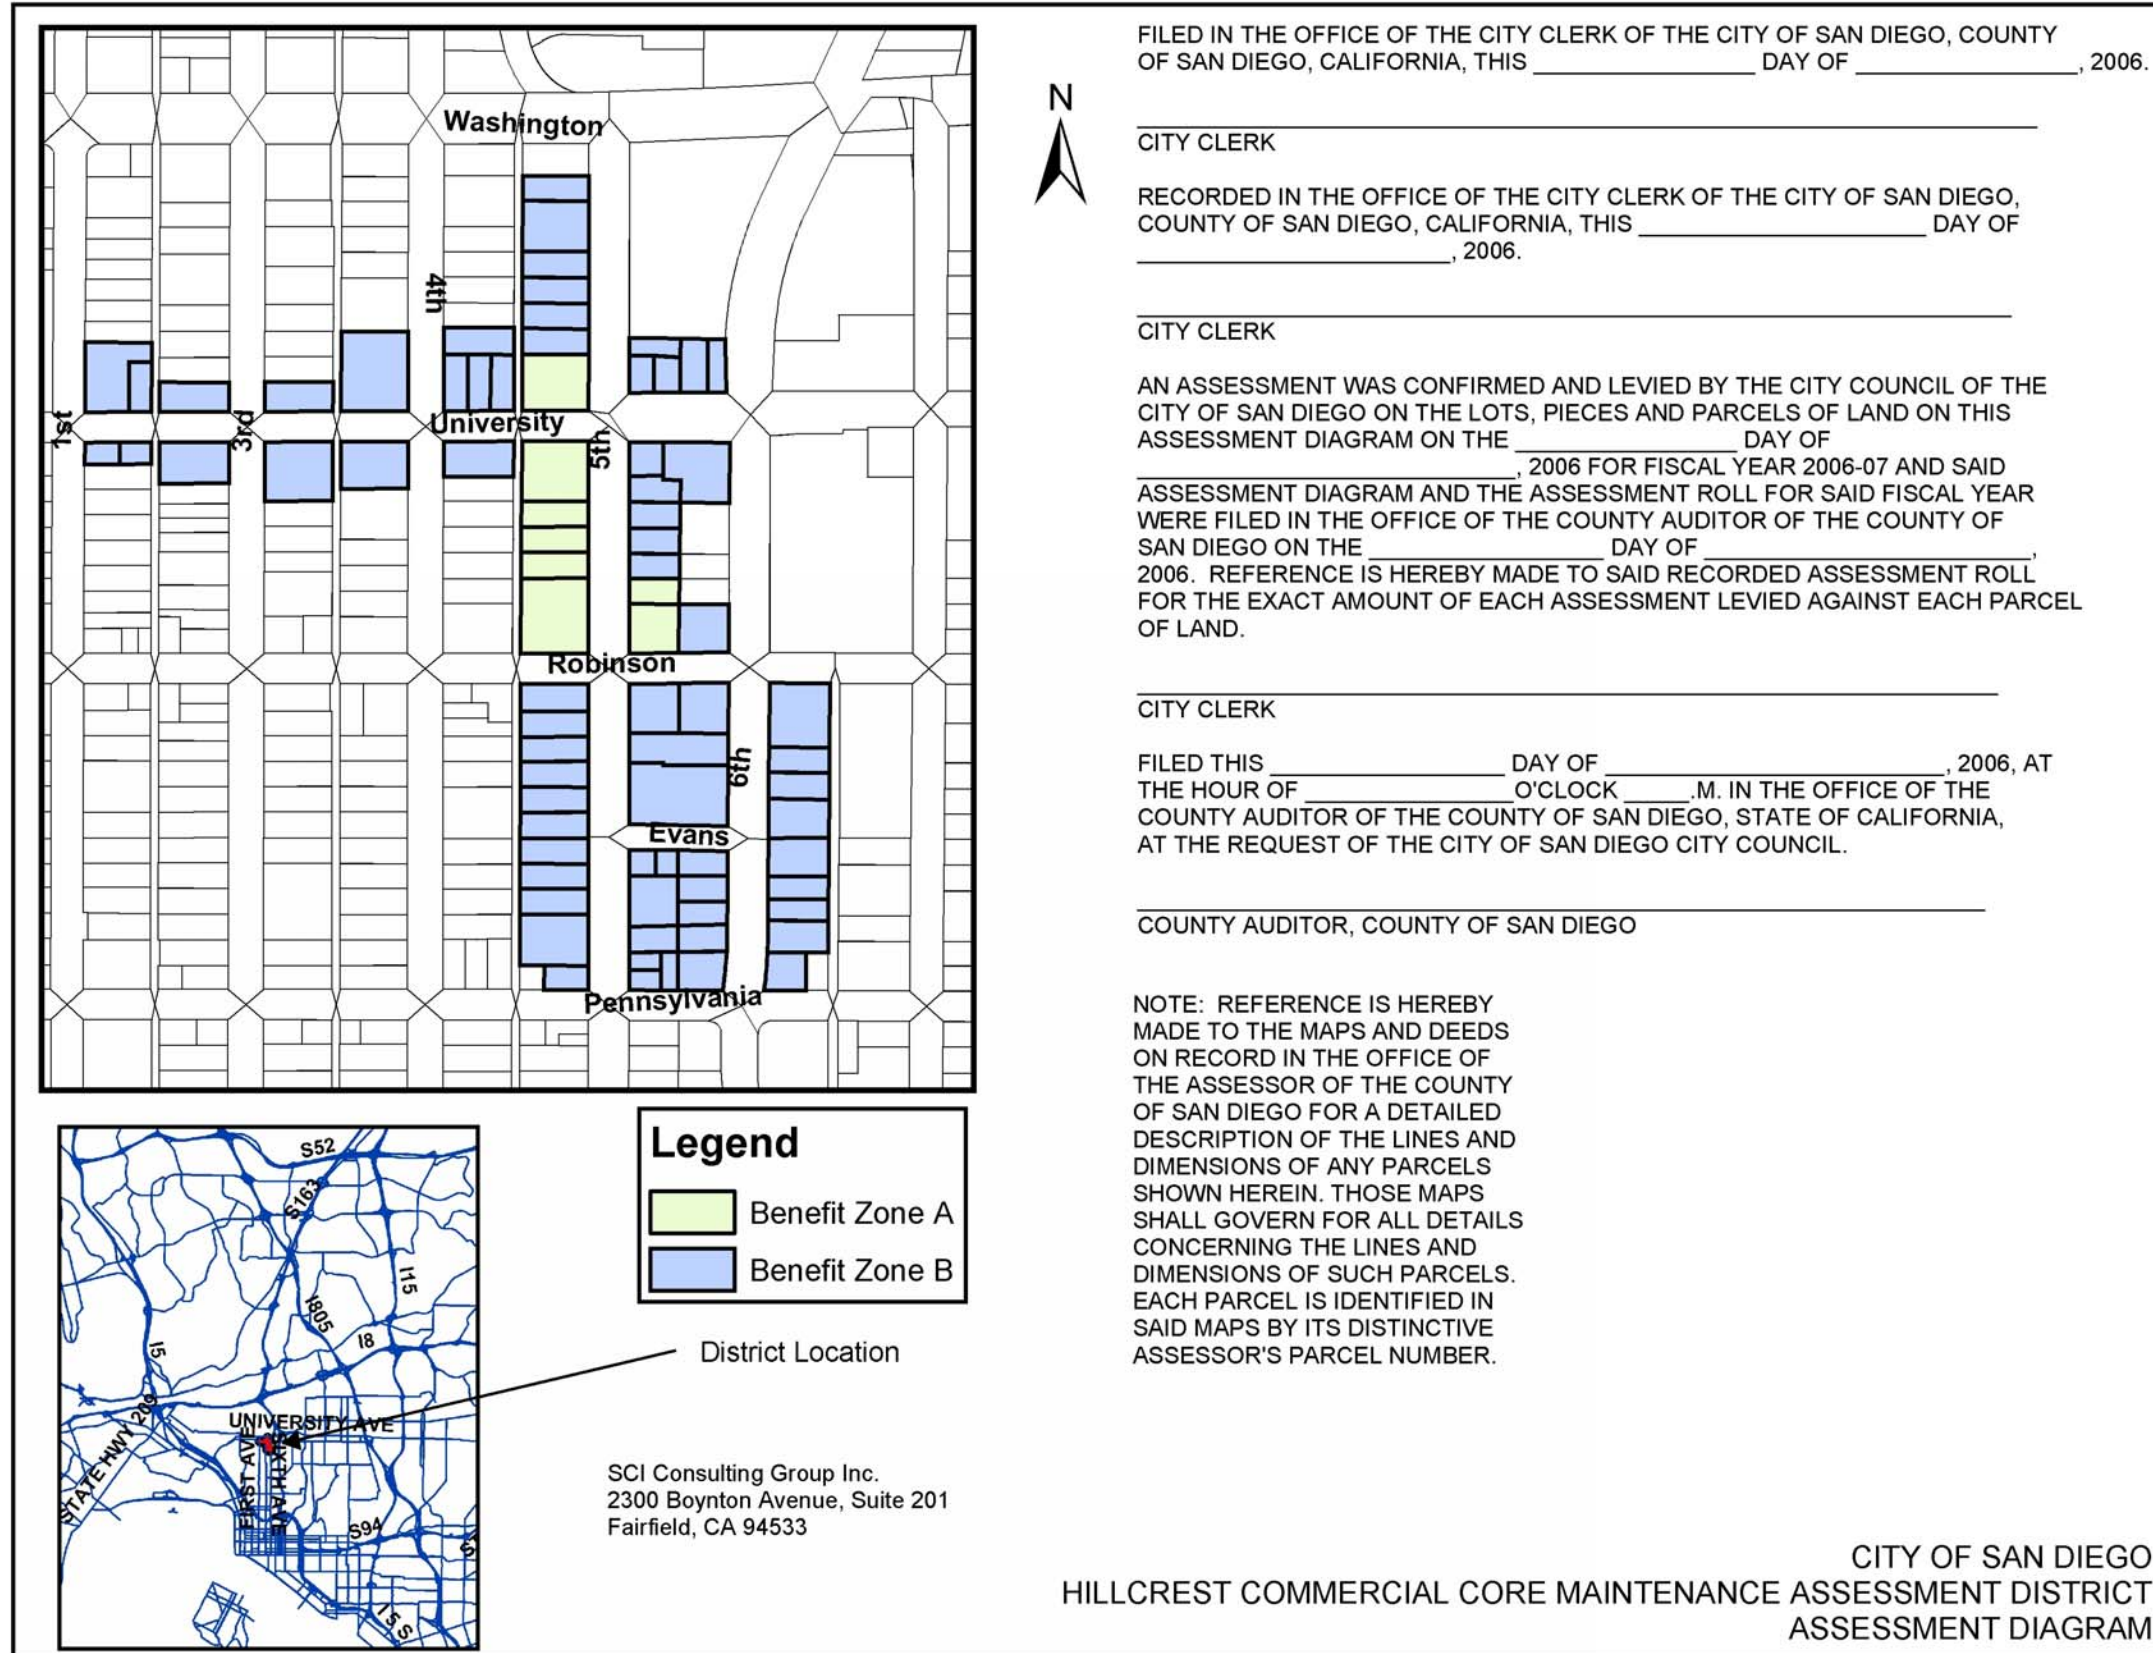 Washington
4th
University
1st
3rd
5th
Robinson
6th
Evans
Pennsylvania
S52
S163
I15
I805
I8
I5
STATE HWY 209
UNIVERSITY AVE
FIRST AVE
SIXTH AVE
S94
I5 S
Legend
Benefit Zone A
Benefit Zone B
District Location
SCI Consulting Group Inc.
2300 Boynton Avenue, Suite 201
Fairfield, CA 94533
N
FILED IN THE OFFICE OF THE CITY CLERK OF THE CITY OF SAN DIEGO, COUNTY
OF SAN DIEGO, CALIFORNIA, THIS _________________ DAY OF _________________, 2006.
CITY CLERK
RECORDED IN THE OFFICE OF THE CITY CLERK OF THE CITY OF SAN DIEGO,
COUNTY OF SAN DIEGO, CALIFORNIA, THIS ______________________ DAY OF
________________________, 2006.
CITY CLERK
AN ASSESSMENT WAS CONFIRMED AND LEVIED BY THE CITY COUNCIL OF THE
CITY OF SAN DIEGO ON THE LOTS, PIECES AND PARCELS OF LAND ON THIS
ASSESSMENT DIAGRAM ON THE _________________ DAY OF
_____________________________, 2006 FOR FISCAL YEAR 2006-07 AND SAID
ASSESSMENT DIAGRAM AND THE ASSESSMENT ROLL FOR SAID FISCAL YEAR
WERE FILED IN THE OFFICE OF THE COUNTY AUDITOR OF THE COUNTY OF
SAN DIEGO ON THE __________________ DAY OF _________________________,
2006. REFERENCE IS HEREBY MADE TO SAID RECORDED ASSESSMENT ROLL
FOR THE EXACT AMOUNT OF EACH ASSESSMENT LEVIED AGAINST EACH PARCEL
OF LAND.
CITY CLERK
FILED THIS __________________ DAY OF __________________________, 2006, AT
THE HOUR OF ________________O'CLOCK _____.M. IN THE OFFICE OF THE
COUNTY AUDITOR OF THE COUNTY OF SAN DIEGO, STATE OF CALIFORNIA,
AT THE REQUEST OF THE CITY OF SAN DIEGO CITY COUNCIL.
COUNTY AUDITOR, COUNTY OF SAN DIEGO
NOTE: REFERENCE IS HEREBY
MADE TO THE MAPS AND DEEDS
ON RECORD IN THE OFFICE OF
THE ASSESSOR OF THE COUNTY
OF SAN DIEGO FOR A DETAILED
DESCRIPTION OF THE LINES AND
DIMENSIONS OF ANY PARCELS
SHOWN HEREIN. THOSE MAPS
SHALL GOVERN FOR ALL DETAILS
CONCERNING THE LINES AND
DIMENSIONS OF SUCH PARCELS.
EACH PARCEL IS IDENTIFIED IN
SAID MAPS BY ITS DISTINCTIVE
ASSESSOR'S PARCEL NUMBER.
CITY OF SAN DIEGO
HILLCREST COMMERCIAL CORE MAINTENANCE ASSESSMENT DISTRICT
ASSESSMENT DIAGRAM